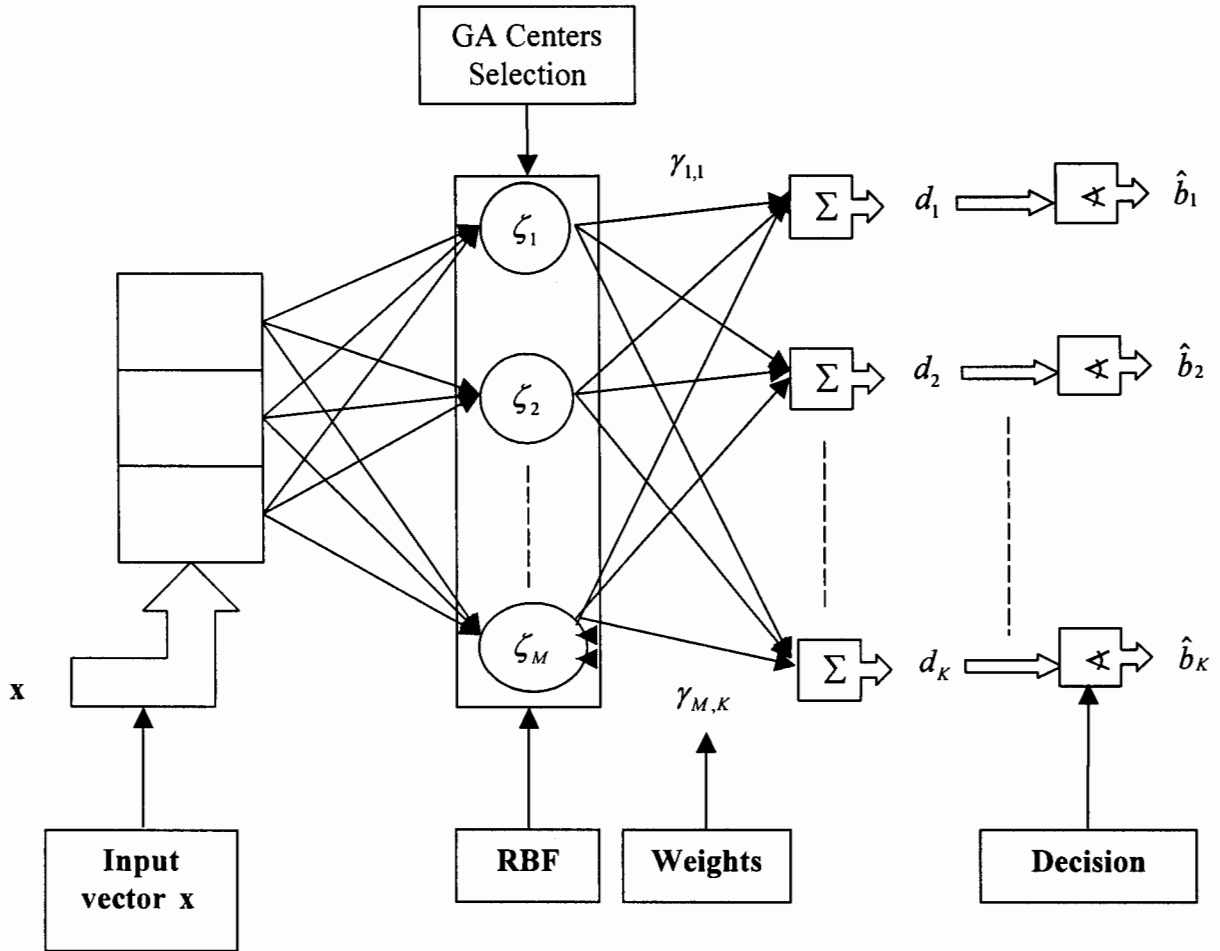 GA Centers
Selection
γ1,1
ζ1
Σ
d1
∢
b̂1
ζ2
Σ
d2
∢
b̂2
ζM
Σ
dK
∢
b̂K
x
γM,K
Input
vector x
RBF
Weights
Decision